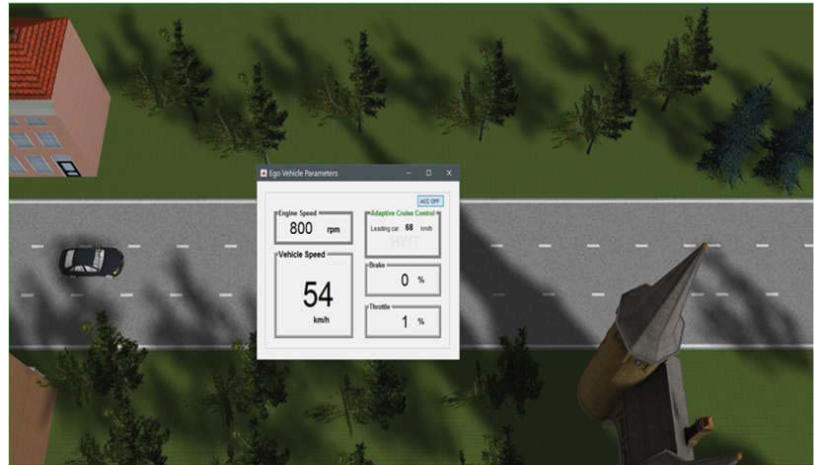 Ego Vehicle Parameters
ACC OFF
Engine Speed
800 rpm
Adaptive Cruise Control
Leading car 68 km/h
HWT
Vehicle Speed
54
km/h
Brake
0 %
Throttle
1 %